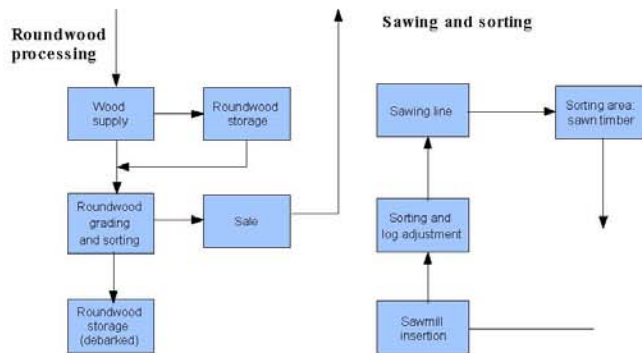 Roundwood
processing
Wood
supply
Roundwood
storage
Roundwood
grading
and sorting
Sale
Roundwood
storage
(debarked)
Sawing and sorting
Sawing line
Sorting area:
sawn timber
Sorting and
log adjustment
Sawmill
insertion